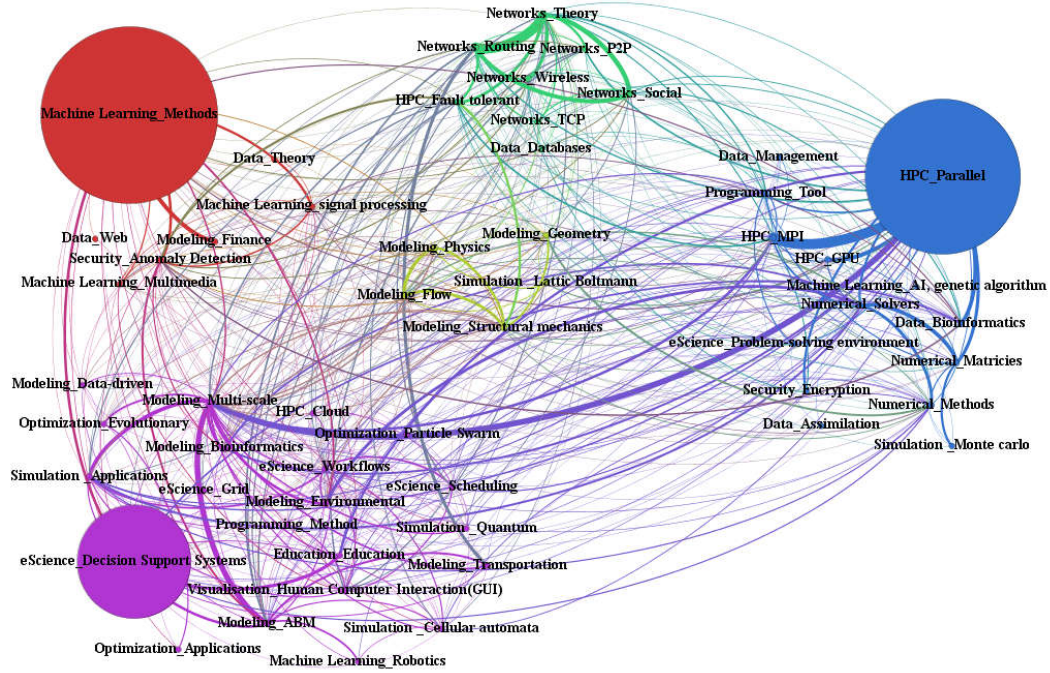 Networks_Theory
Networks_Routing
Networks_P2P
Networks_Wireless
Networks_Social
HPC_Fault tolerant
Machine Learning_Methods
Networks_TCP
Data_Databases
Data_Theory
Data_Management
HPC_Parallel
Programming_Tool
Machine Learning_signal processing
Data_Web
Modeling_Finance
Modeling_Geometry
HPC_MPI
Modeling_Physics
Security_Anomaly Detection
HPC_GPU
Machine Learning_Multimedia
Simulation _Lattic Boltmann
Machine Learning_AI, genetic algorithm
Modeling_Flow
Numerical_Solvers
Modeling_Structural mechanics
Data_Bioinformatics
eScience_Problem-solving environment
Numerical_Matricies
Modeling_Data-driven
Security_Encryption
Modeling_Multi-scale
Numerical_Methods
HPC_Cloud
Optimization_Evolutionary
Data_Assimilation
Optimization_Particle Swarm
Modeling_Bioinformatics
Simulation _Monte carlo
eScience_Workflows
Simulation _Applications
eScience_Grid
eScience_Scheduling
Modeling_Environmental
Programming_Method
Simulation _Quantum
eScience_Decision Support Systems
Education_Education
Modeling_Transportation
Visualisation_Human Computer Interaction(GUI)
Modeling_ABM
Simulation _Cellular automata
Optimization_Applications
Machine Learning_Robotics